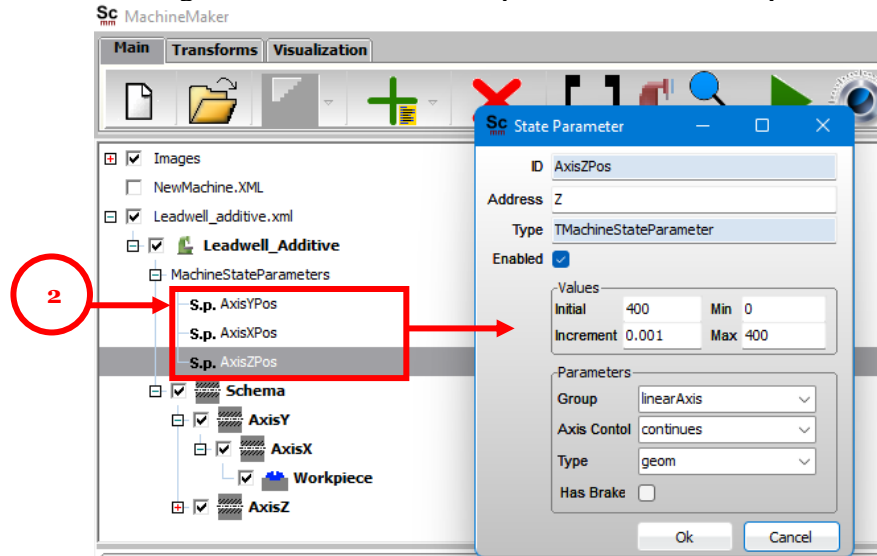 Sc mm MachineMaker
Main Transforms Visualization
Sc mm State Parameter
ID AxisZPos
Address Z
Type TMachineStateParameter
Enabled
Values
Initial 400 Min 0
Increment 0.001 Max 400
Parameters
Group linearAxis
Axis Contol continues
Type geom
Has Brake
Ok Cancel
Images
NewMachine.XML
Leadwell_additive.xml
Leadwell_Additive
MachineStateParameters
2
S.p. AxisYPos
S.p. AxisXPos
S.p. AxisZPos
Schema
AxisY
AxisX
Workpiece
AxisZ